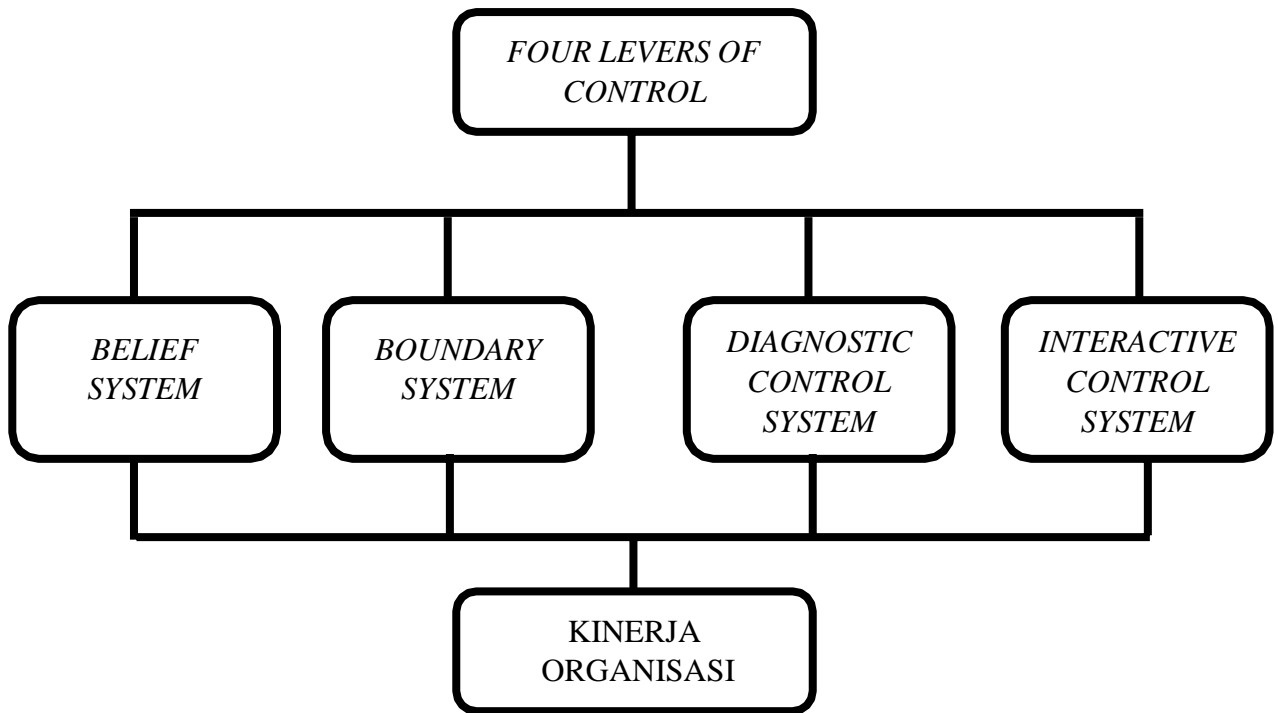 FOUR LEVERS OF
CONTROL
BELIEF
SYSTEM
BOUNDARY
SYSTEM
DIAGNOSTIC
CONTROL
SYSTEM
INTERACTIVE
CONTROL
SYSTEM
KINERJA
ORGANISASI